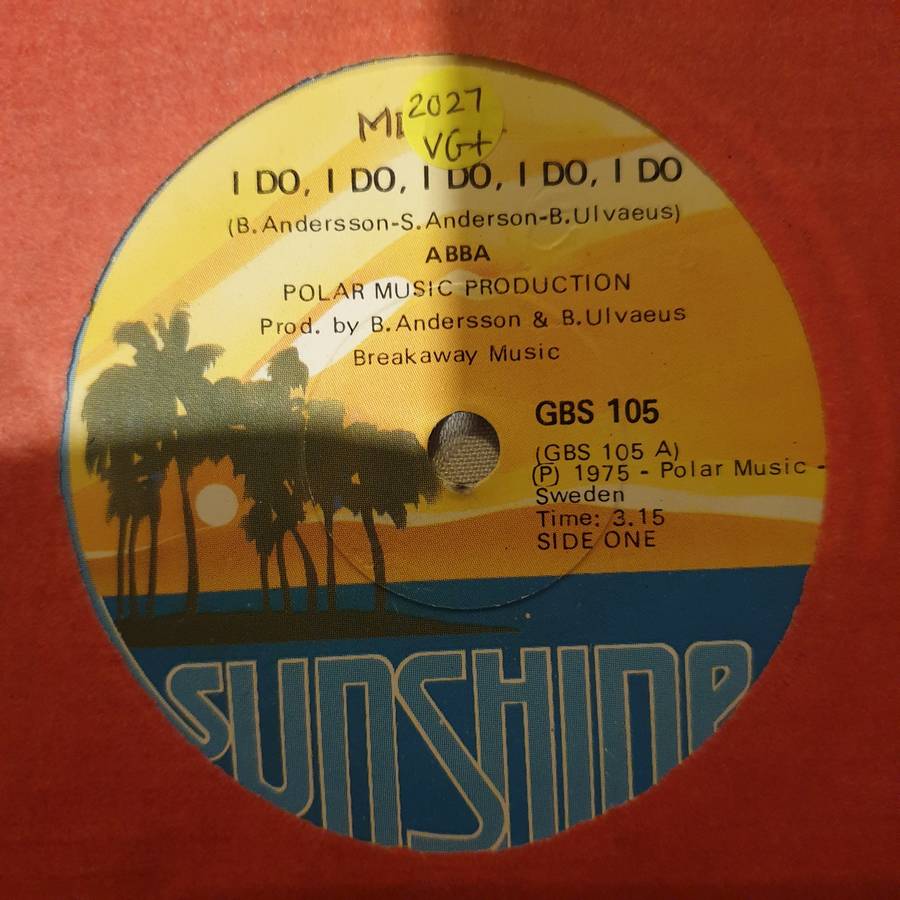 2027
VG+
I DO, I DO, I DO, I DO, I DO
(B.Andersson-S.Anderson-B.Ulvaeus)
ABBA
POLAR MUSIC PRODUCTION
Prod. by B.Andersson & B.Ulvaeus
Breakaway Music
GBS 105
(GBS 105 A)
Ⓟ 1975 - Polar Music -
Sweden
Time: 3.15
SIDE ONE
SUNSHINE